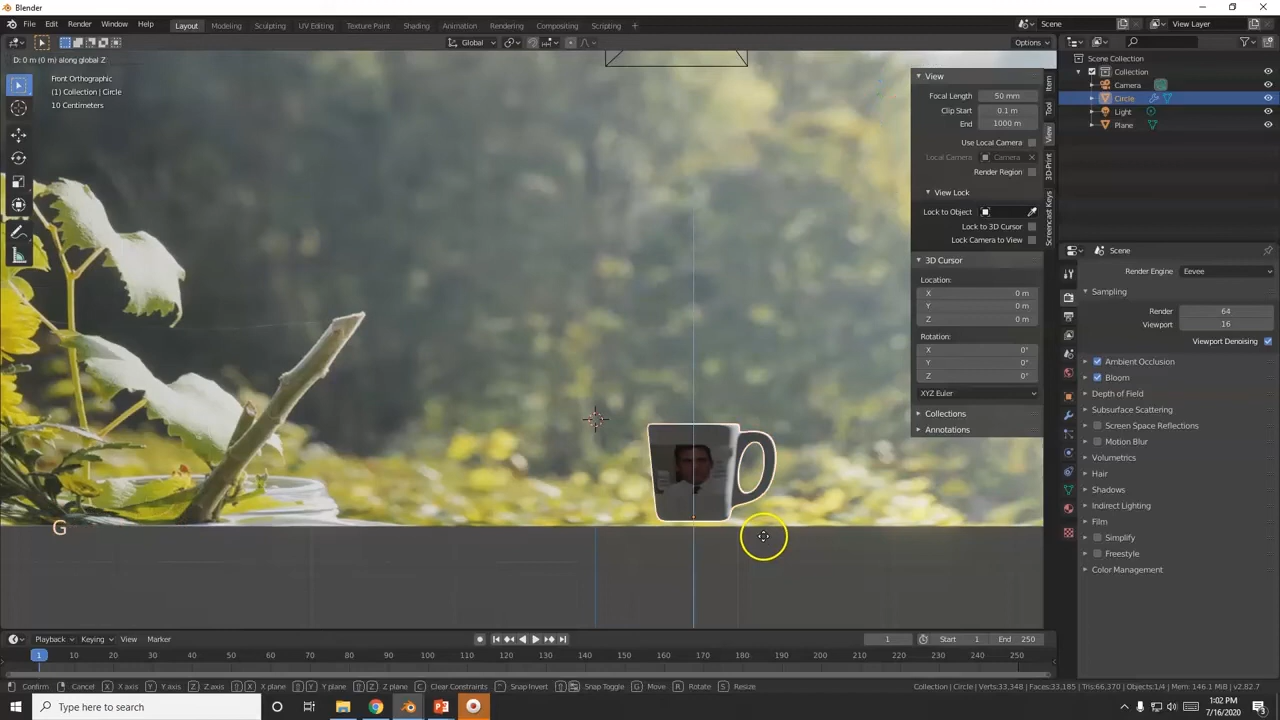 Blender
File Edit Render Window Help Layout Modeling Sculpting UV Editing Texture Paint Shading Animation Rendering Compositing Scripting + Scene View Layer
Global Options
D: 0 m (0 m) along global Z
Front Orthographic
(1) Collection | Circle
10 Centimeters
G
View
Focal Length 50 mm
Clip Start 0.1 m
End 1000 m
Use Local Camera
Local Camera Camera
Render Region
View Lock
Lock to Object
Lock to 3D Cursor
Lock Camera to View
3D Cursor
Location:
X 0 m
Y 0 m
Z 0 m
Rotation:
X 0°
Y 0°
Z 0°
XYZ Euler
Collections
Annotations
Item
Tool
View
3D-Print
Screencast Keys
Scene Collection
Collection
Camera
Circle
Light
Plane
Scene
Render Engine Eevee
Sampling
Render 64
Viewport 16
Viewport Denoising
Ambient Occlusion
Bloom
Depth of Field
Subsurface Scattering
Screen Space Reflections
Motion Blur
Volumetrics
Hair
Shadows
Indirect Lighting
Film
Simplify
Freestyle
Color Management
Playback Keying View Marker 1 Start 1 End 250
1 10 20 30 40 50 60 70 80 90 100 110 120 130 140 150 160 170 180 190 200 210 220 230 240 250
Confirm Cancel X X axis Y Y axis Z Z axis X X plane Y Y plane Z Z plane C Clear Constraints Snap Invert Snap Toggle G Move R Rotate S Resize Collection | Circle | Verts:33,348 | Faces:33,185 | Tris:66,370 | Objects:1/4 | Mem: 146.1 MiB | v2.82.7
Type here to search
1:02 PM
7/16/2020